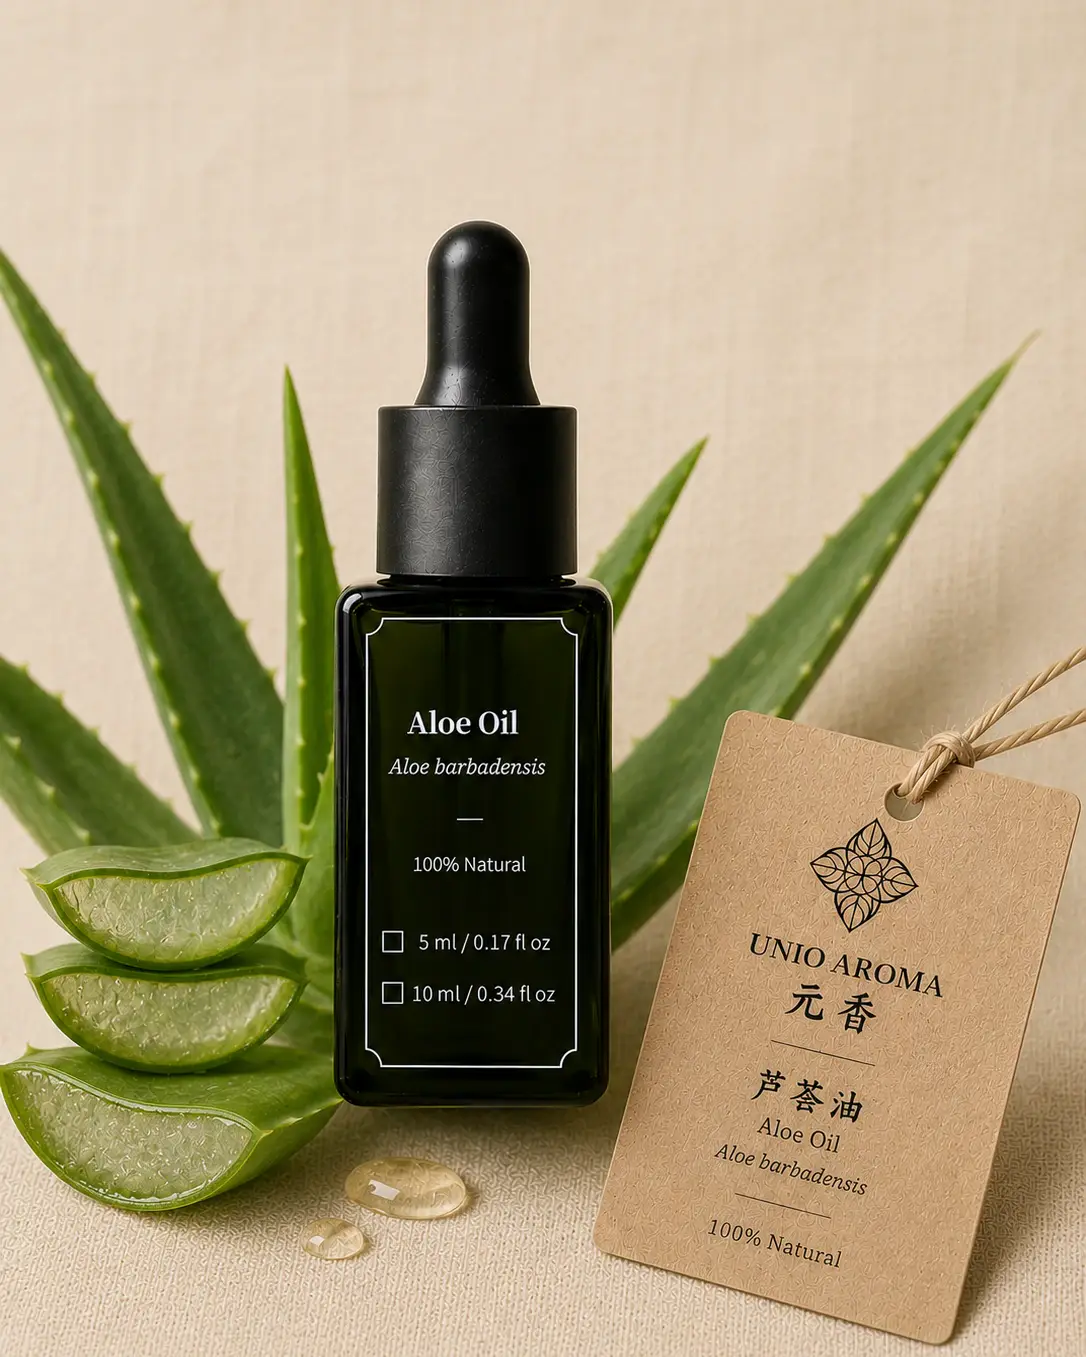 Aloe Oil
Aloe barbadensis
100% Natural
5 ml / 0.17 fl oz
10 ml / 0.34 fl oz
UNIO AROMA
元香
芦荟油
Aloe Oil
Aloe barbadensis
100% Natural